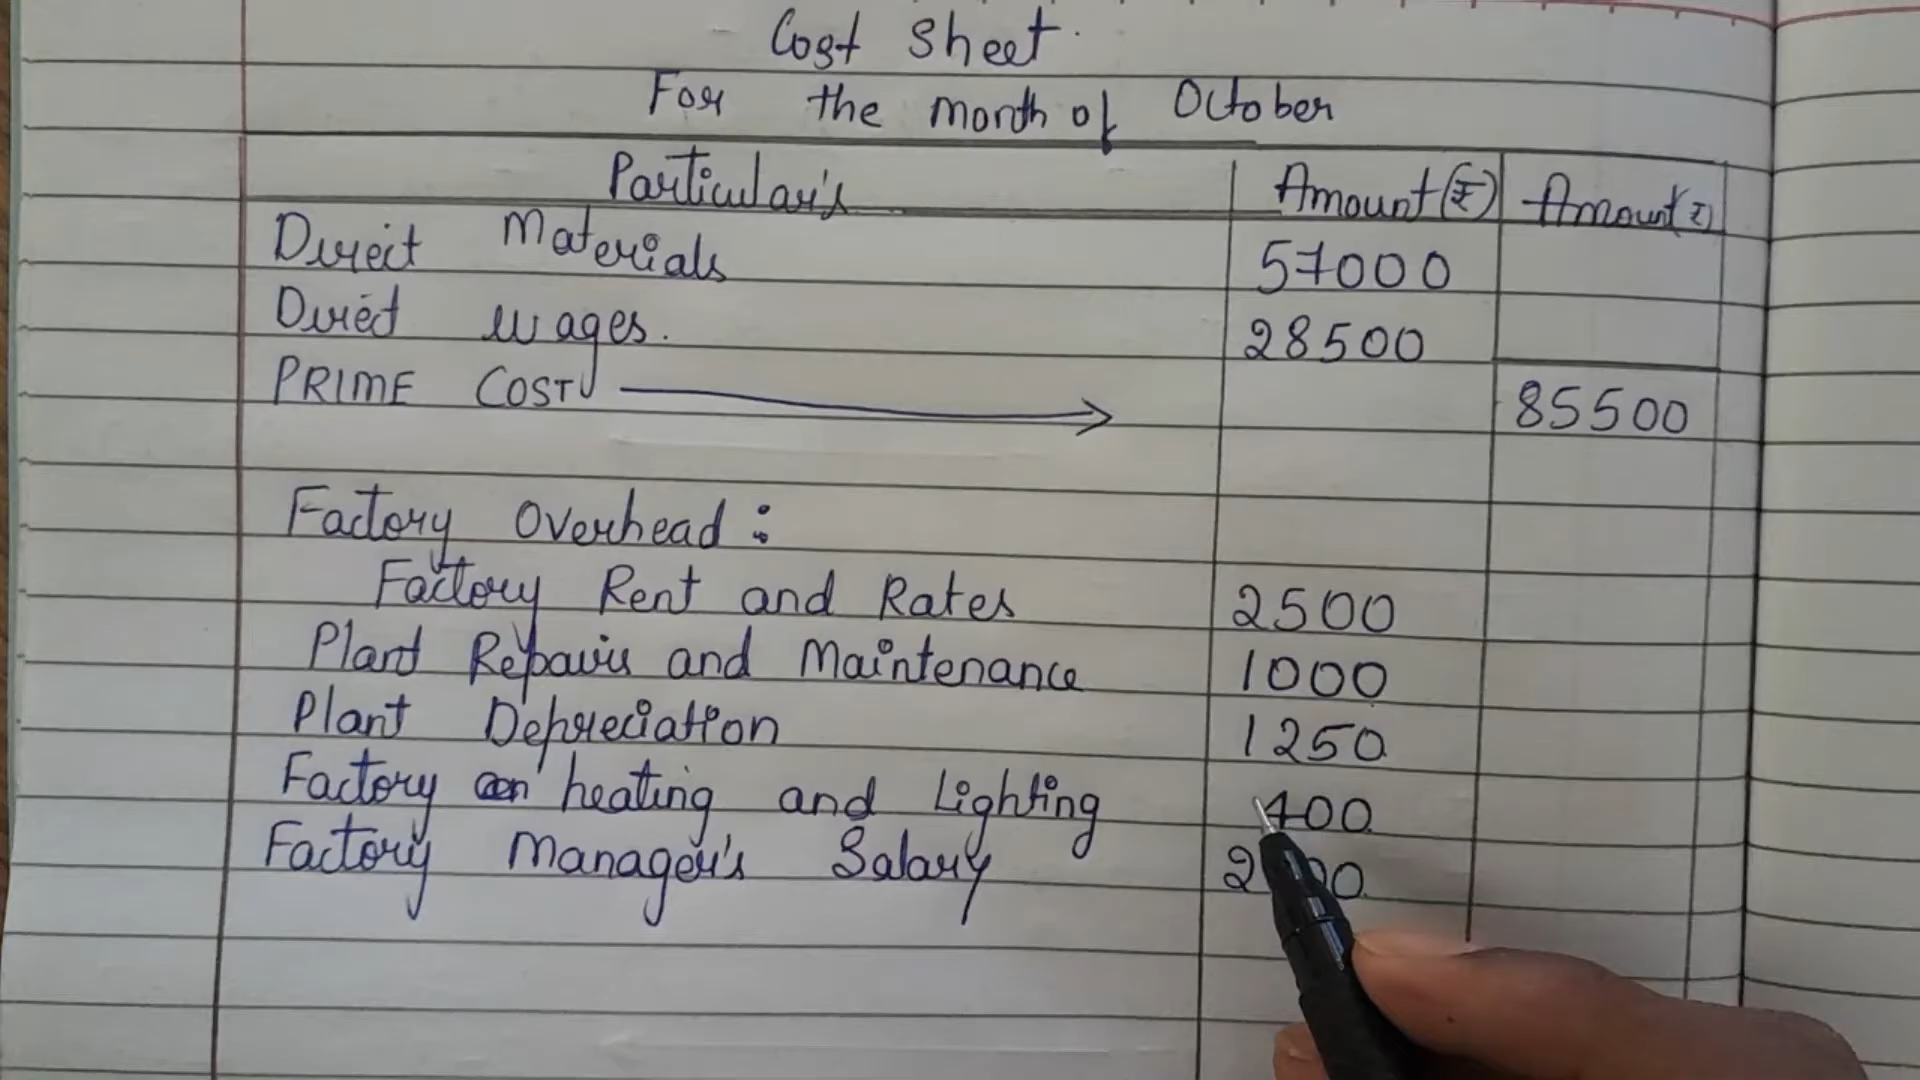 Cost Sheet
For the month of October
Particular's Amount(₹) Amount(₹)
Direct Materials 57000
Direct wages. 28500
PRIME COST 85500
Factory Overhead :
Factory Rent and Rates 2500
Plant Repairs and Maintenance 1000
Plant Depreciation 1250
Factory heating and Lighting 400
Factory Manager's Salary